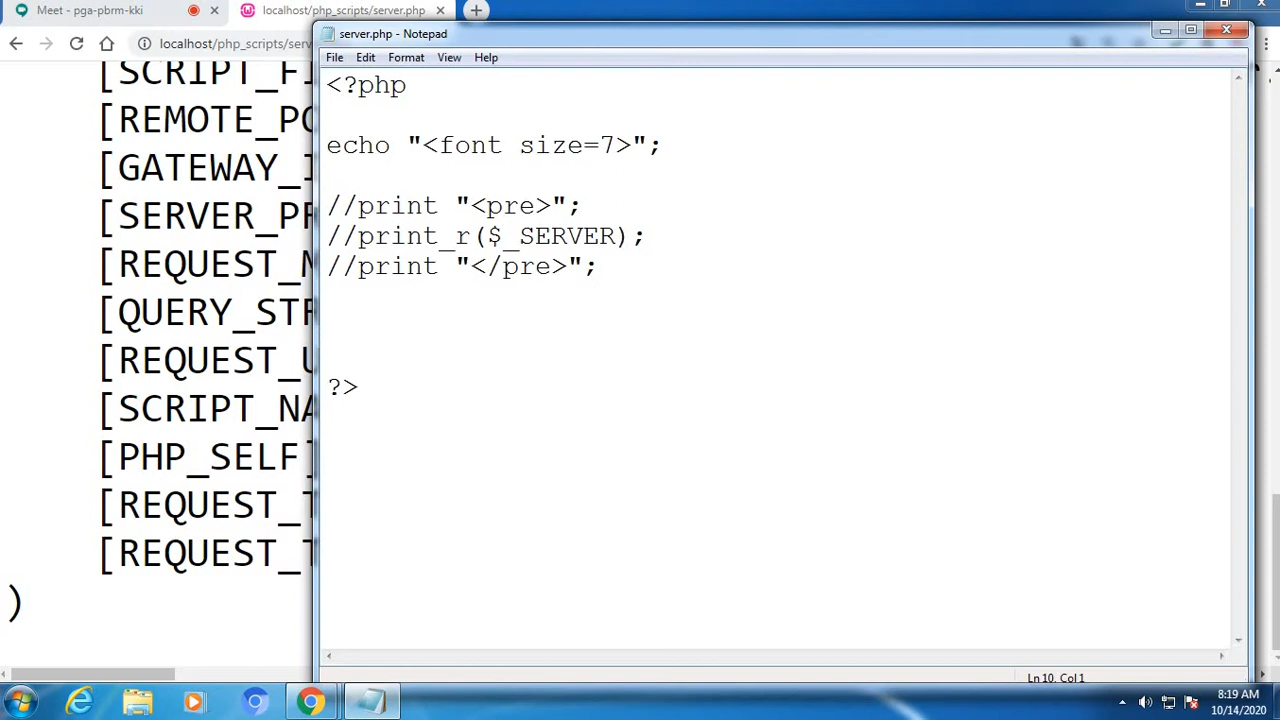 Meet - pga-pbrm-kki
localhost/php_scripts/server.php
server.php - Notepad
localhost/php_scripts/serv
File Edit Format View Help
<?php
echo "<font size=7>";
//print "<pre>";
//print_r($_SERVER);
//print "</pre>";
?>
[SCRIPT_FI
[REMOTE_PO
[GATEWAY_I
[SERVER_PR
[REQUEST_M
[QUERY_STR
[REQUEST_U
[SCRIPT_NA
[PHP_SELF]
[REQUEST_T
[REQUEST_T
)
Ln 10, Col 1
8:19 AM
10/14/2020